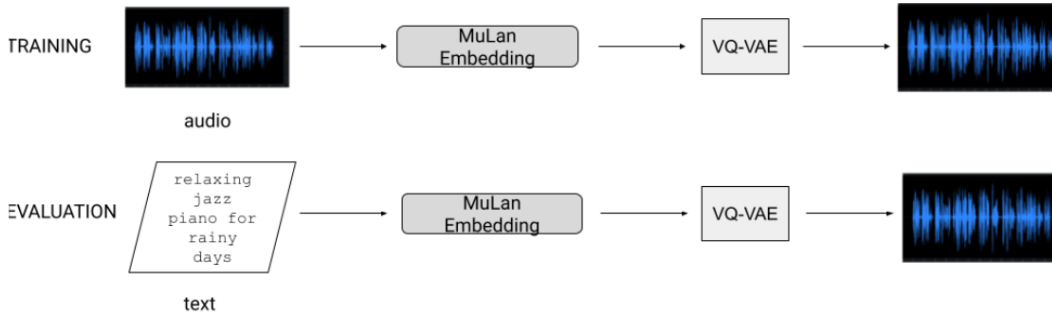 TRAINING
MuLan
Embedding
VQ-VAE
audio
relaxing
jazz
piano for
rainy
days
EVALUATION
MuLan
Embedding
VQ-VAE
text